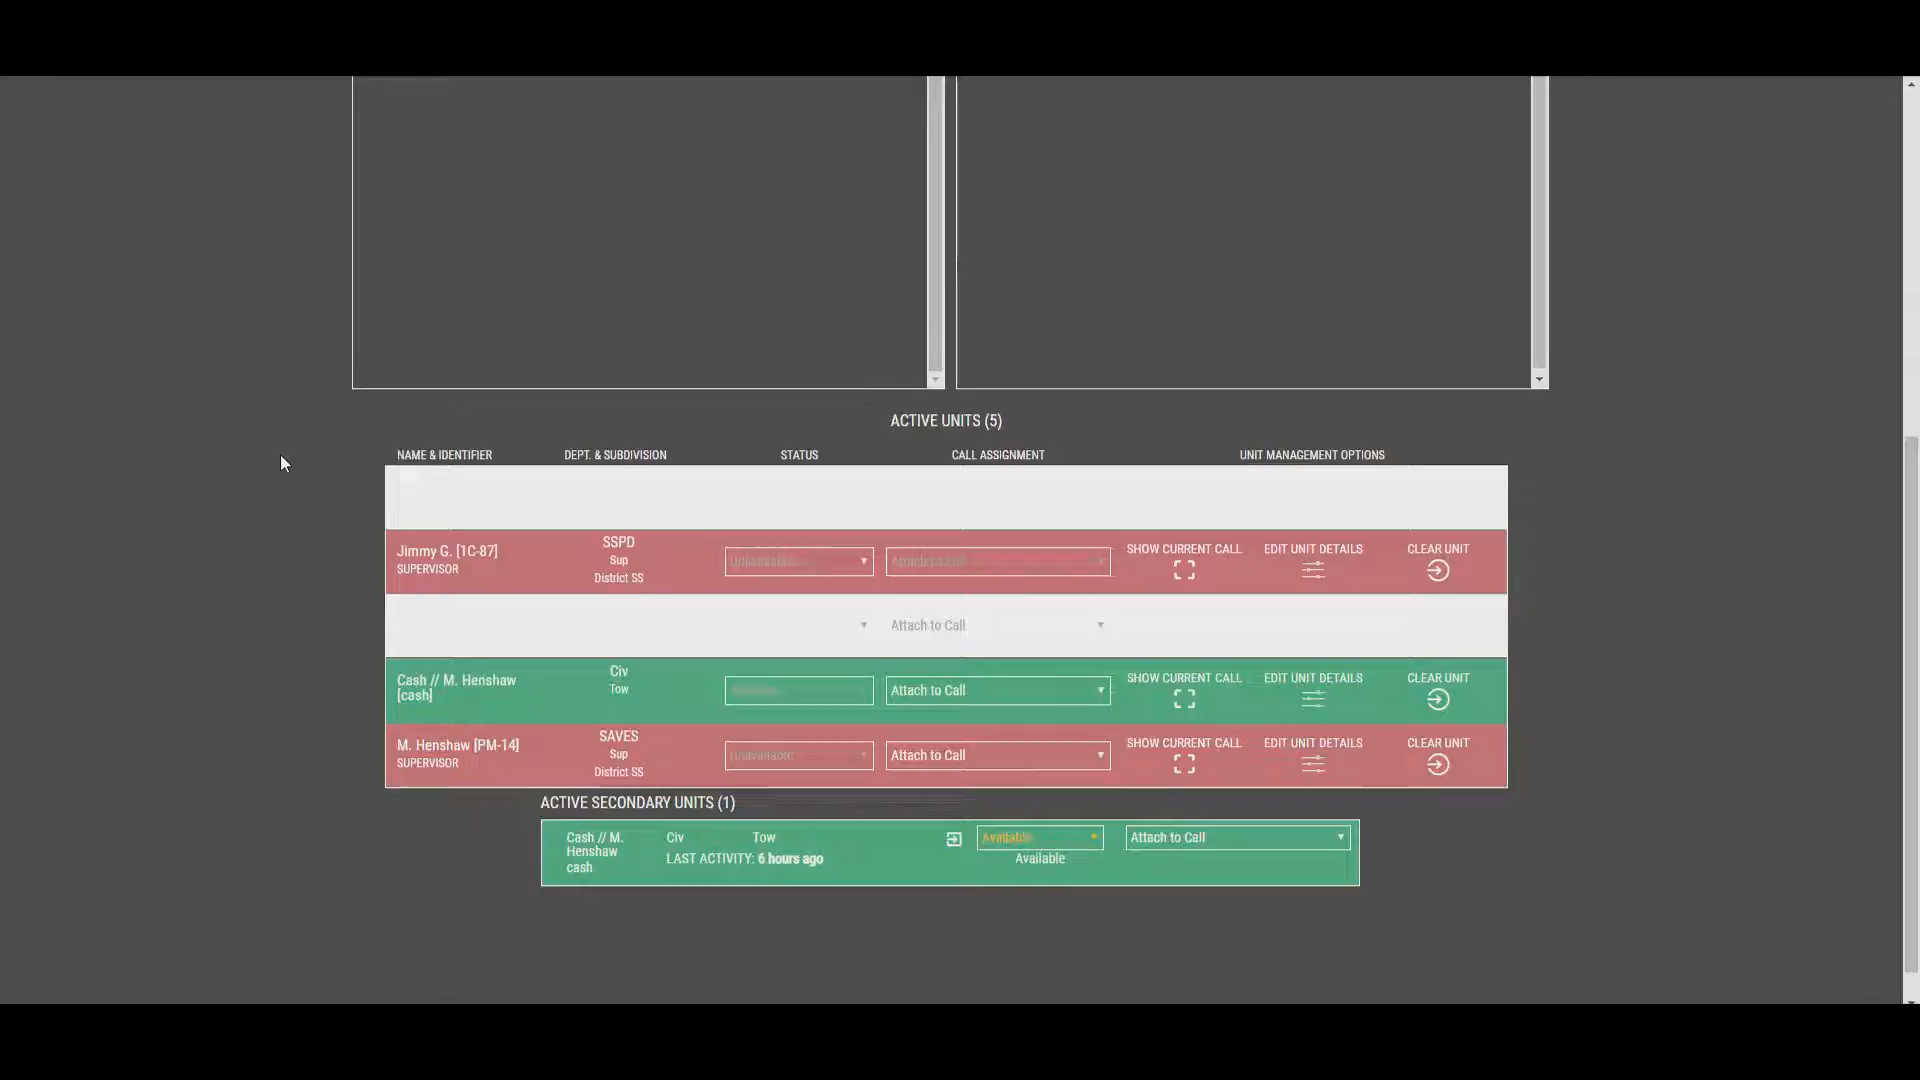 ACTIVE UNITS (5)
NAME & IDENTIFIER DEPT. & SUBDIVISION STATUS CALL ASSIGNMENT UNIT MANAGEMENT OPTIONS
Jimmy G. [1C-87]
SUPERVISOR
SSPD
Sup
District SS
SHOW CURRENT CALL EDIT UNIT DETAILS CLEAR UNIT
Attach to Call
Cash // M. Henshaw
[cash]
Civ
Tow
Attach to Call
SHOW CURRENT CALL EDIT UNIT DETAILS CLEAR UNIT
M. Henshaw [PM-14]
SUPERVISOR
SAVES
Sup
District SS
Unavailable
Attach to Call
SHOW CURRENT CALL EDIT UNIT DETAILS CLEAR UNIT
ACTIVE SECONDARY UNITS (1)
Cash // M.
Henshaw
cash
Civ Tow
LAST ACTIVITY: 6 hours ago
Available
Available
Attach to Call